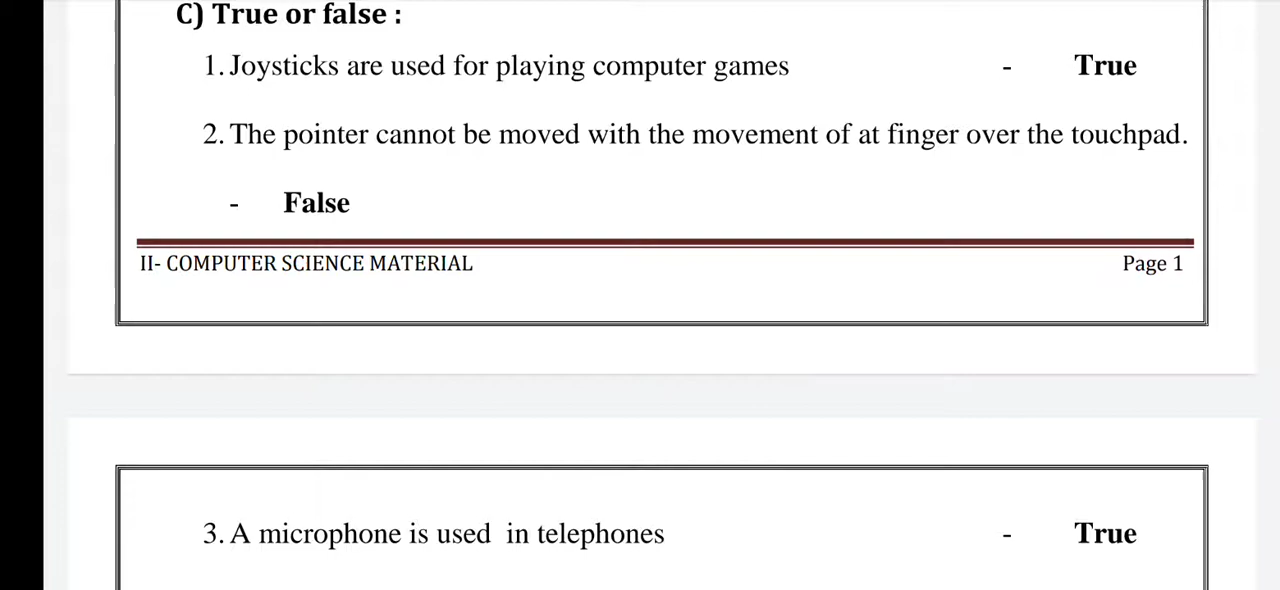 C) True or false :
1. Joysticks are used for playing computer games - True
2. The pointer cannot be moved with the movement of at finger over the touchpad.
- False
II- COMPUTER SCIENCE MATERIAL Page 1
3. A microphone is used in telephones - True